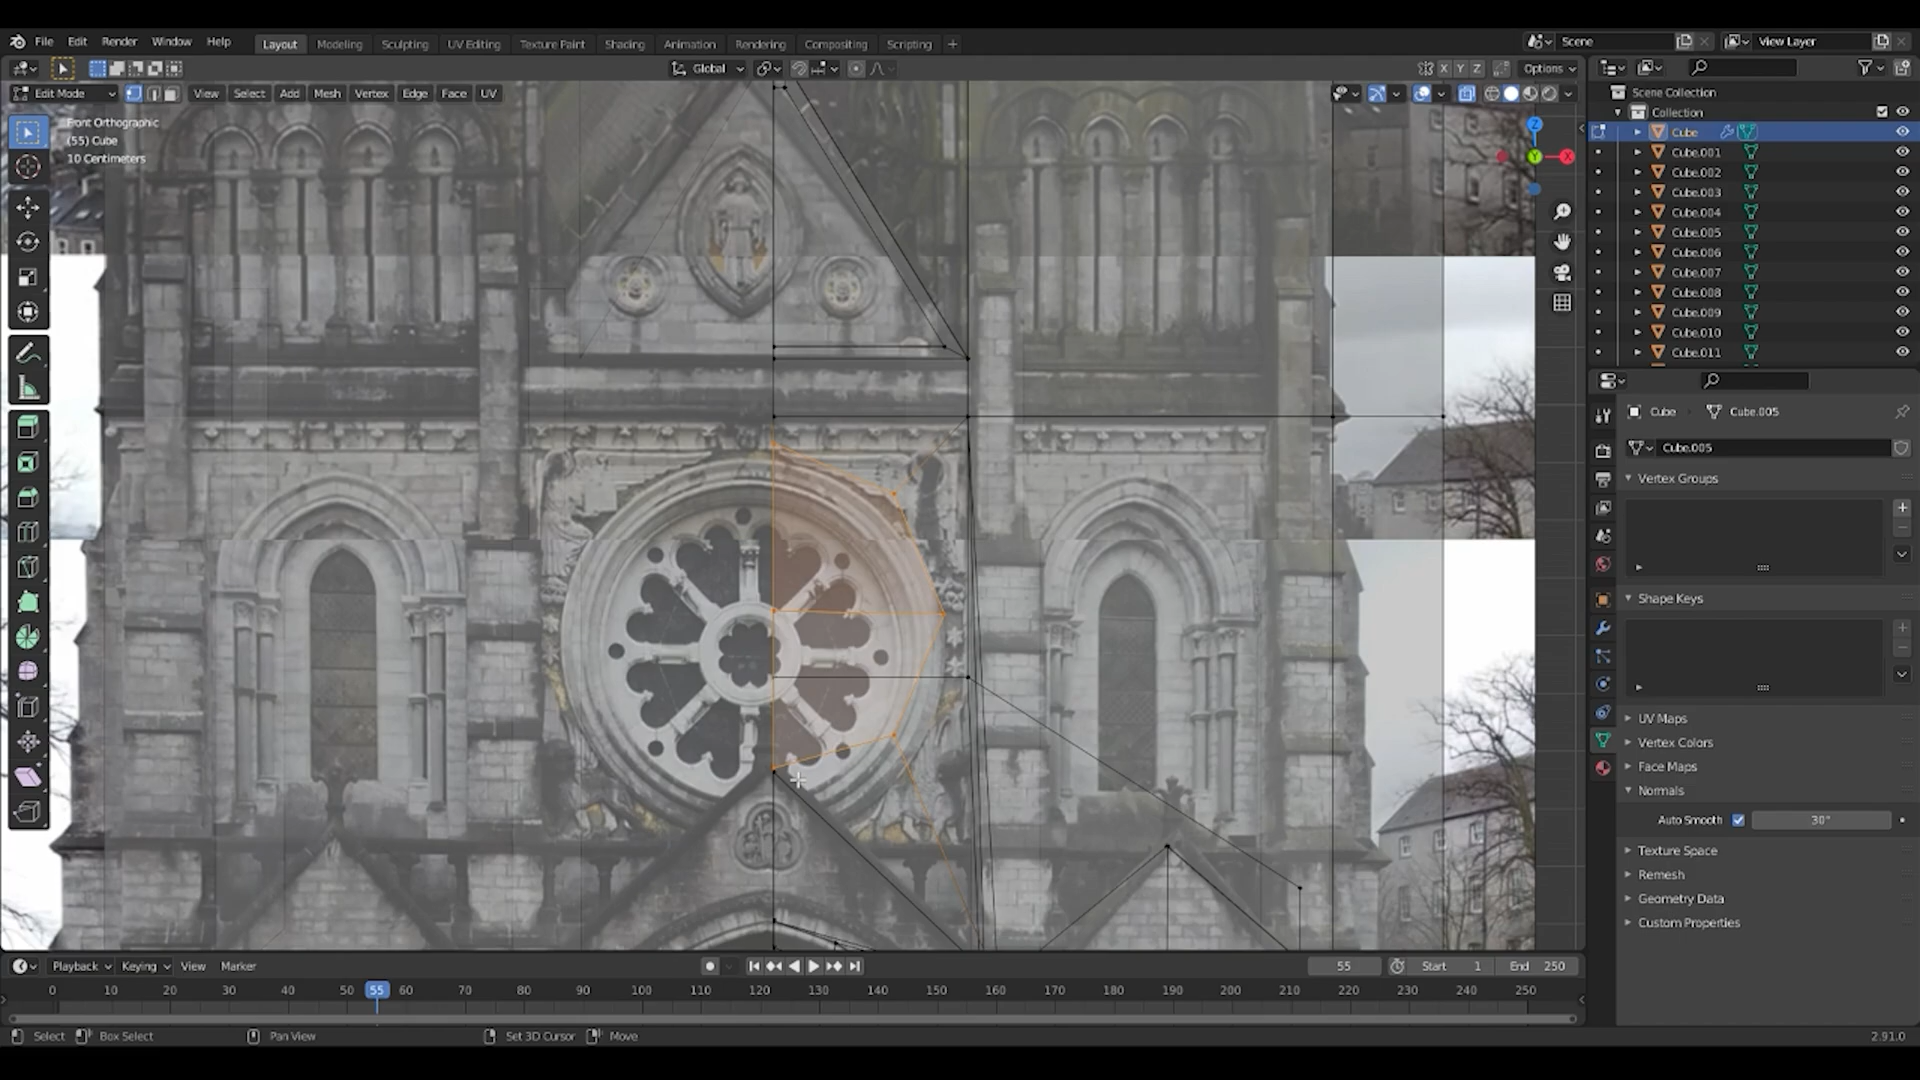 File Edit Render Window Help Layout Modeling Sculpting UV Editing Texture Paint Shading Animation Rendering Compositing Scripting + Scene View Layer
Global X Y Z Options
Edit Mode View Select Add Mesh Vertex Edge Face UV
Front Orthographic
(55) Cube
10 Centimeters
Z
Y
X
Scene Collection
Collection
Cube
Cube.001
Cube.002
Cube.003
Cube.004
Cube.005
Cube.006
Cube.007
Cube.008
Cube.009
Cube.010
Cube.011
Cube Cube.005
Cube.005
Vertex Groups
Shape Keys
UV Maps
Vertex Colors
Face Maps
Normals
Auto Smooth 30°
Texture Space
Remesh
Geometry Data
Custom Properties
Playback Keying View Marker 55 Start 1 End 250
0 10 20 30 40 50 55 60 70 80 90 100 110 120 130 140 150 160 170 180 190 200 210 220 230 240 250
Select Box Select Pan View Set 3D Cursor Move 2.91.0